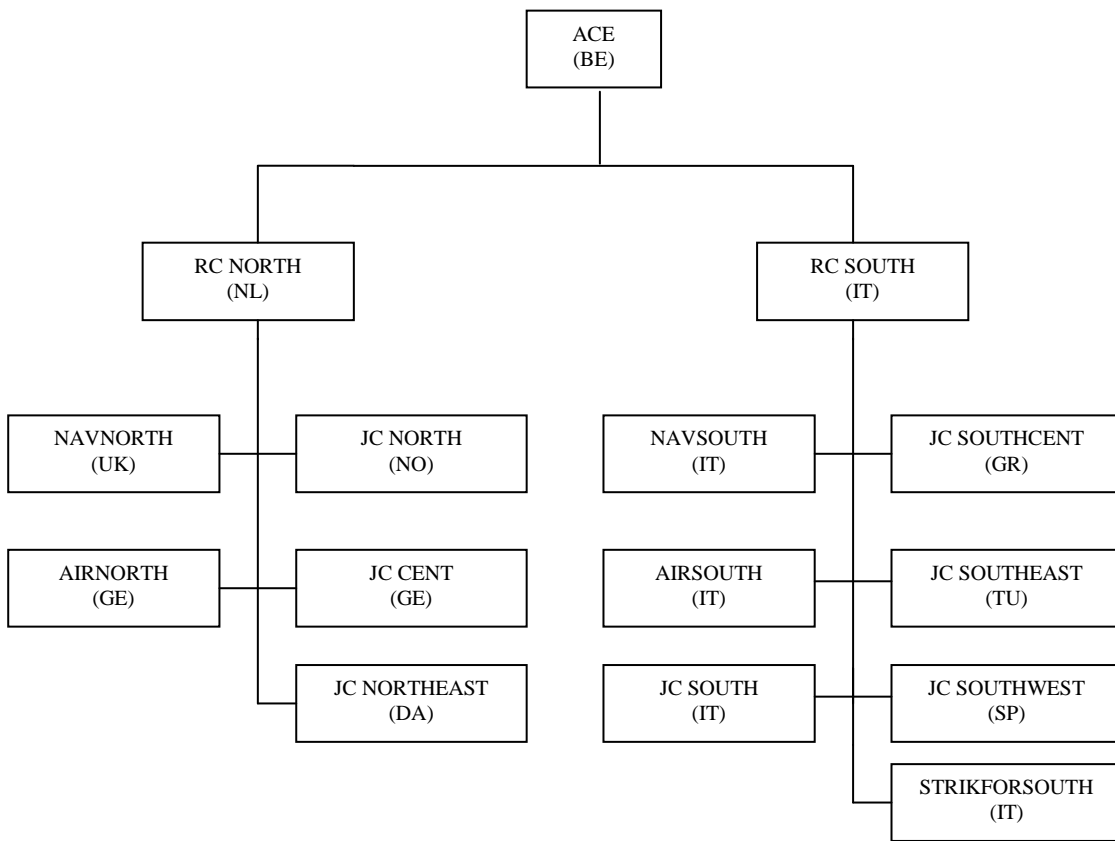 ACE
(BE)
RC NORTH
(NL)
RC SOUTH
(IT)
NAVNORTH
(UK)
JC NORTH
(NO)
NAVSOUTH
(IT)
JC SOUTHCENT
(GR)
AIRNORTH
(GE)
JC CENT
(GE)
AIRSOUTH
(IT)
JC SOUTHEAST
(TU)
JC NORTHEAST
(DA)
JC SOUTH
(IT)
JC SOUTHWEST
(SP)
STRIKFORSOUTH
(IT)